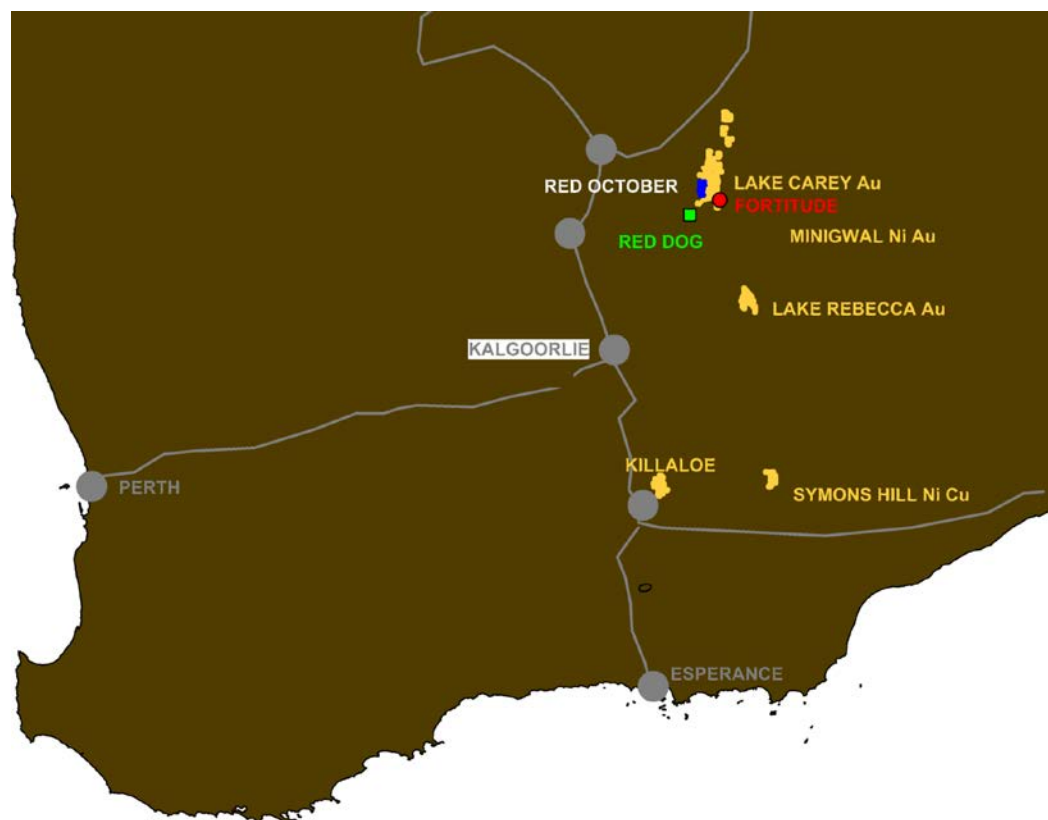 RED OCTOBER
LAKE CAREY Au
FORTITUDE
RED DOG
MINIGWAL Ni Au
LAKE REBECCA Au
KALGOORLIE
KILLALOE
PERTH
SYMONS HILL Ni Cu
ESPERANCE